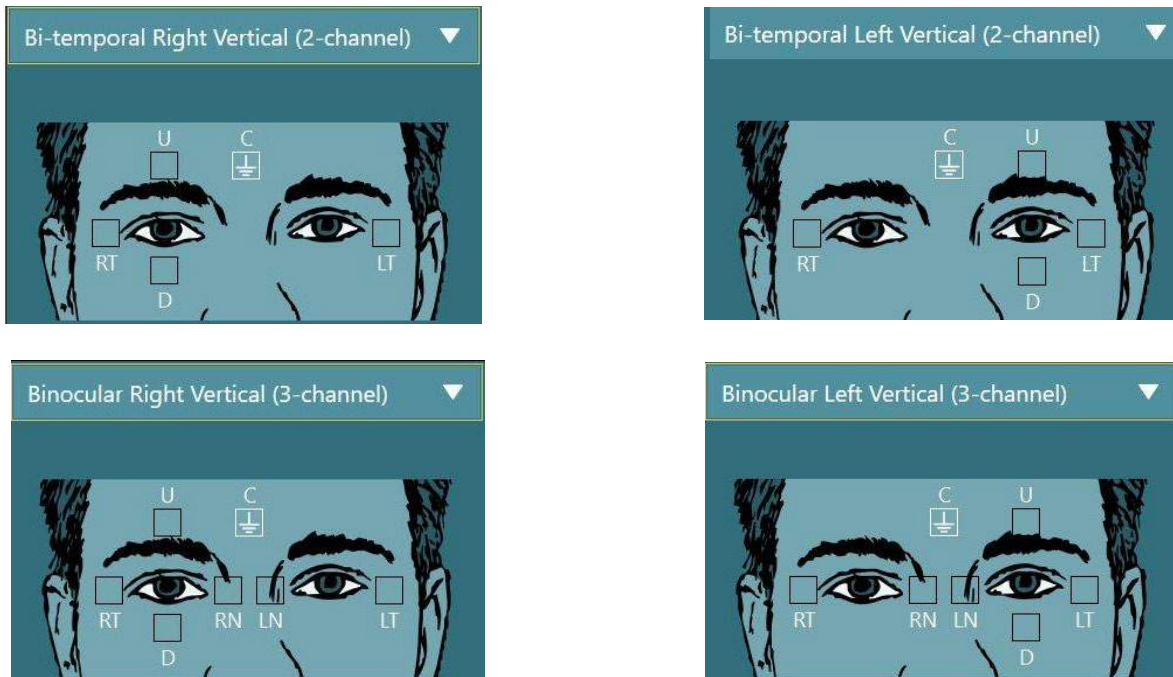 Bi-temporal Right Vertical (2-channel)
U C
RT LT
D
Bi-temporal Left Vertical (2-channel)
C U
RT LT
D
Binocular Right Vertical (3-channel)
U C
RT RN LN LT
D
Binocular Left Vertical (3-channel)
C U
RT RN LN LT
D